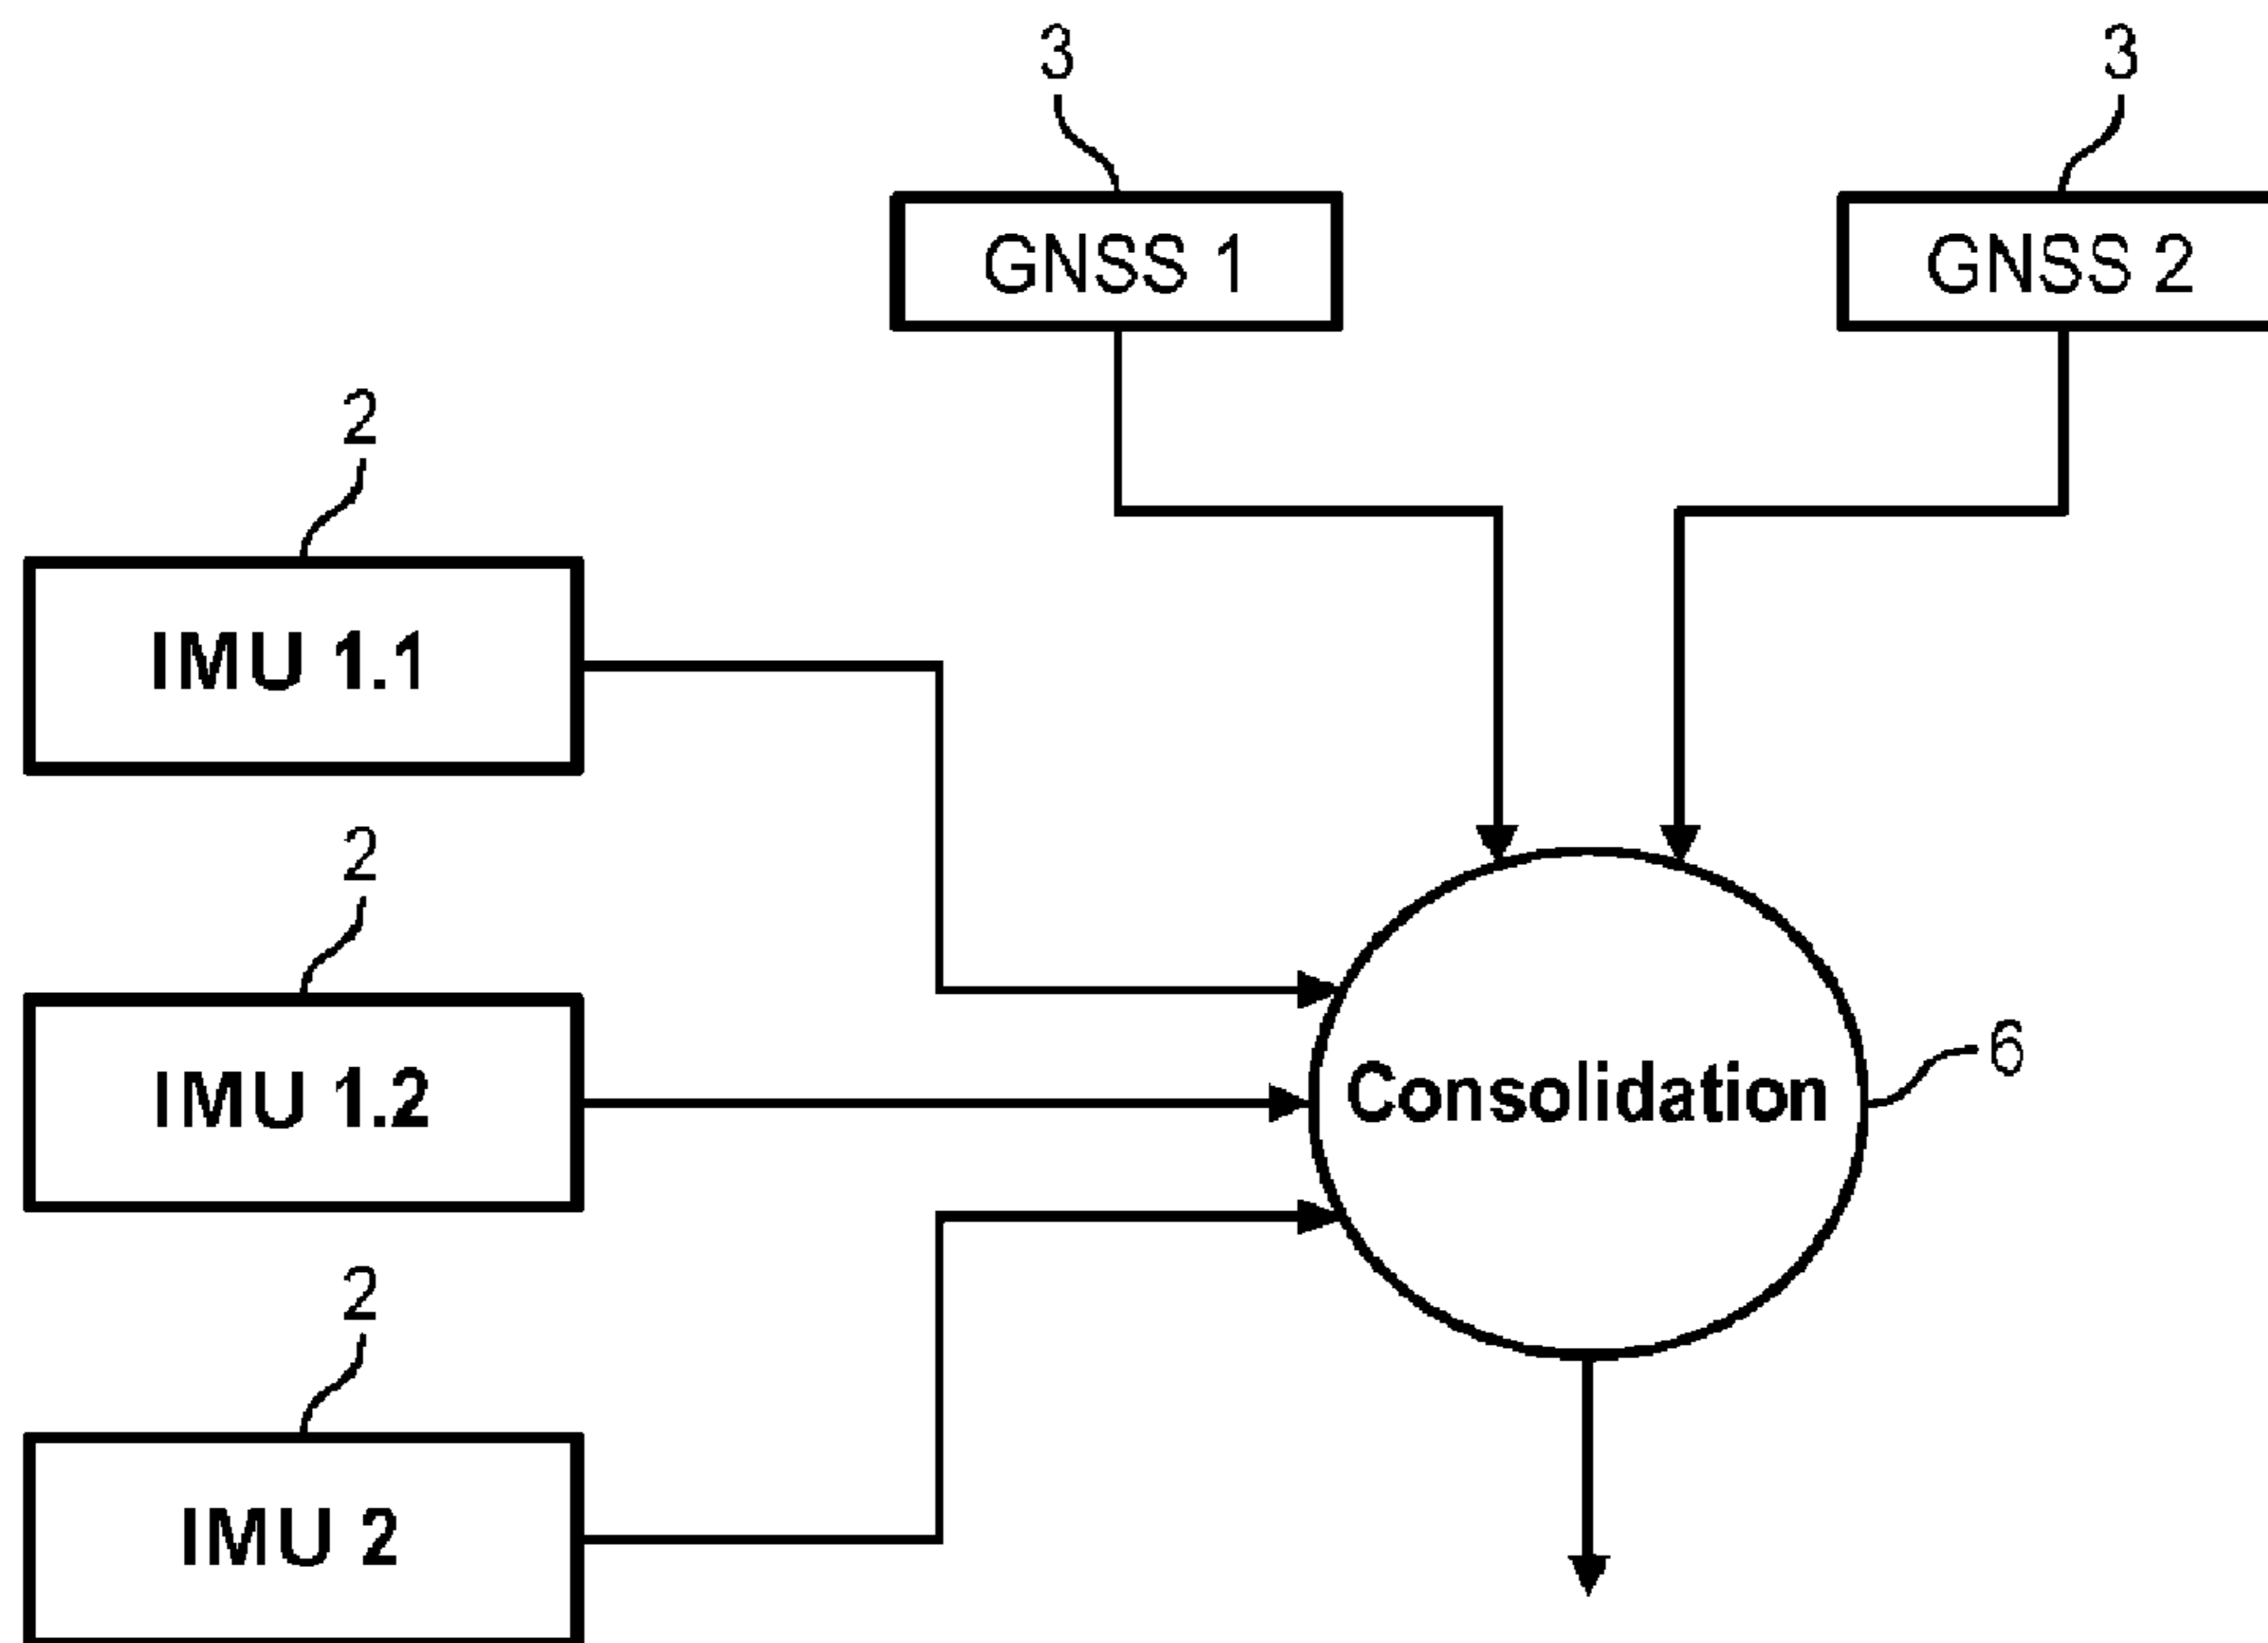 3
3
GNSS 1
GNSS 2
2
IMU 1.1
2
IMU 1.2
Consolidation
6
2
IMU 2